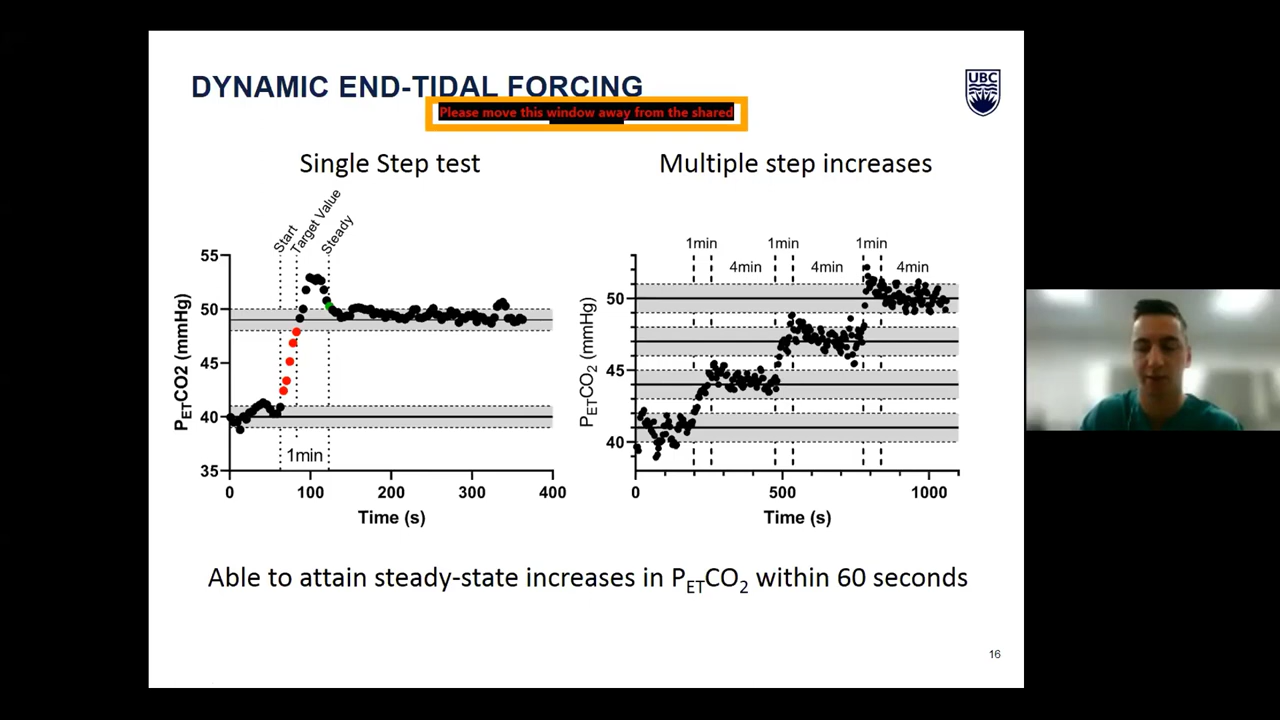 DYNAMIC END-TIDAL FORCING
UBC
Please move this window away from the shared
Single Step test
Multiple step increases
Start
Target Value
Steady
1min
1min
1min
4min
4min
4min
55
50
45
40
35
PETCO2 (mmHg)
1min
0
100
200
300
400
Time (s)
50
45
40
PETCO2 (mmHg)
0
500
1000
Time (s)
Able to attain steady-state increases in PETCO2 within 60 seconds
16